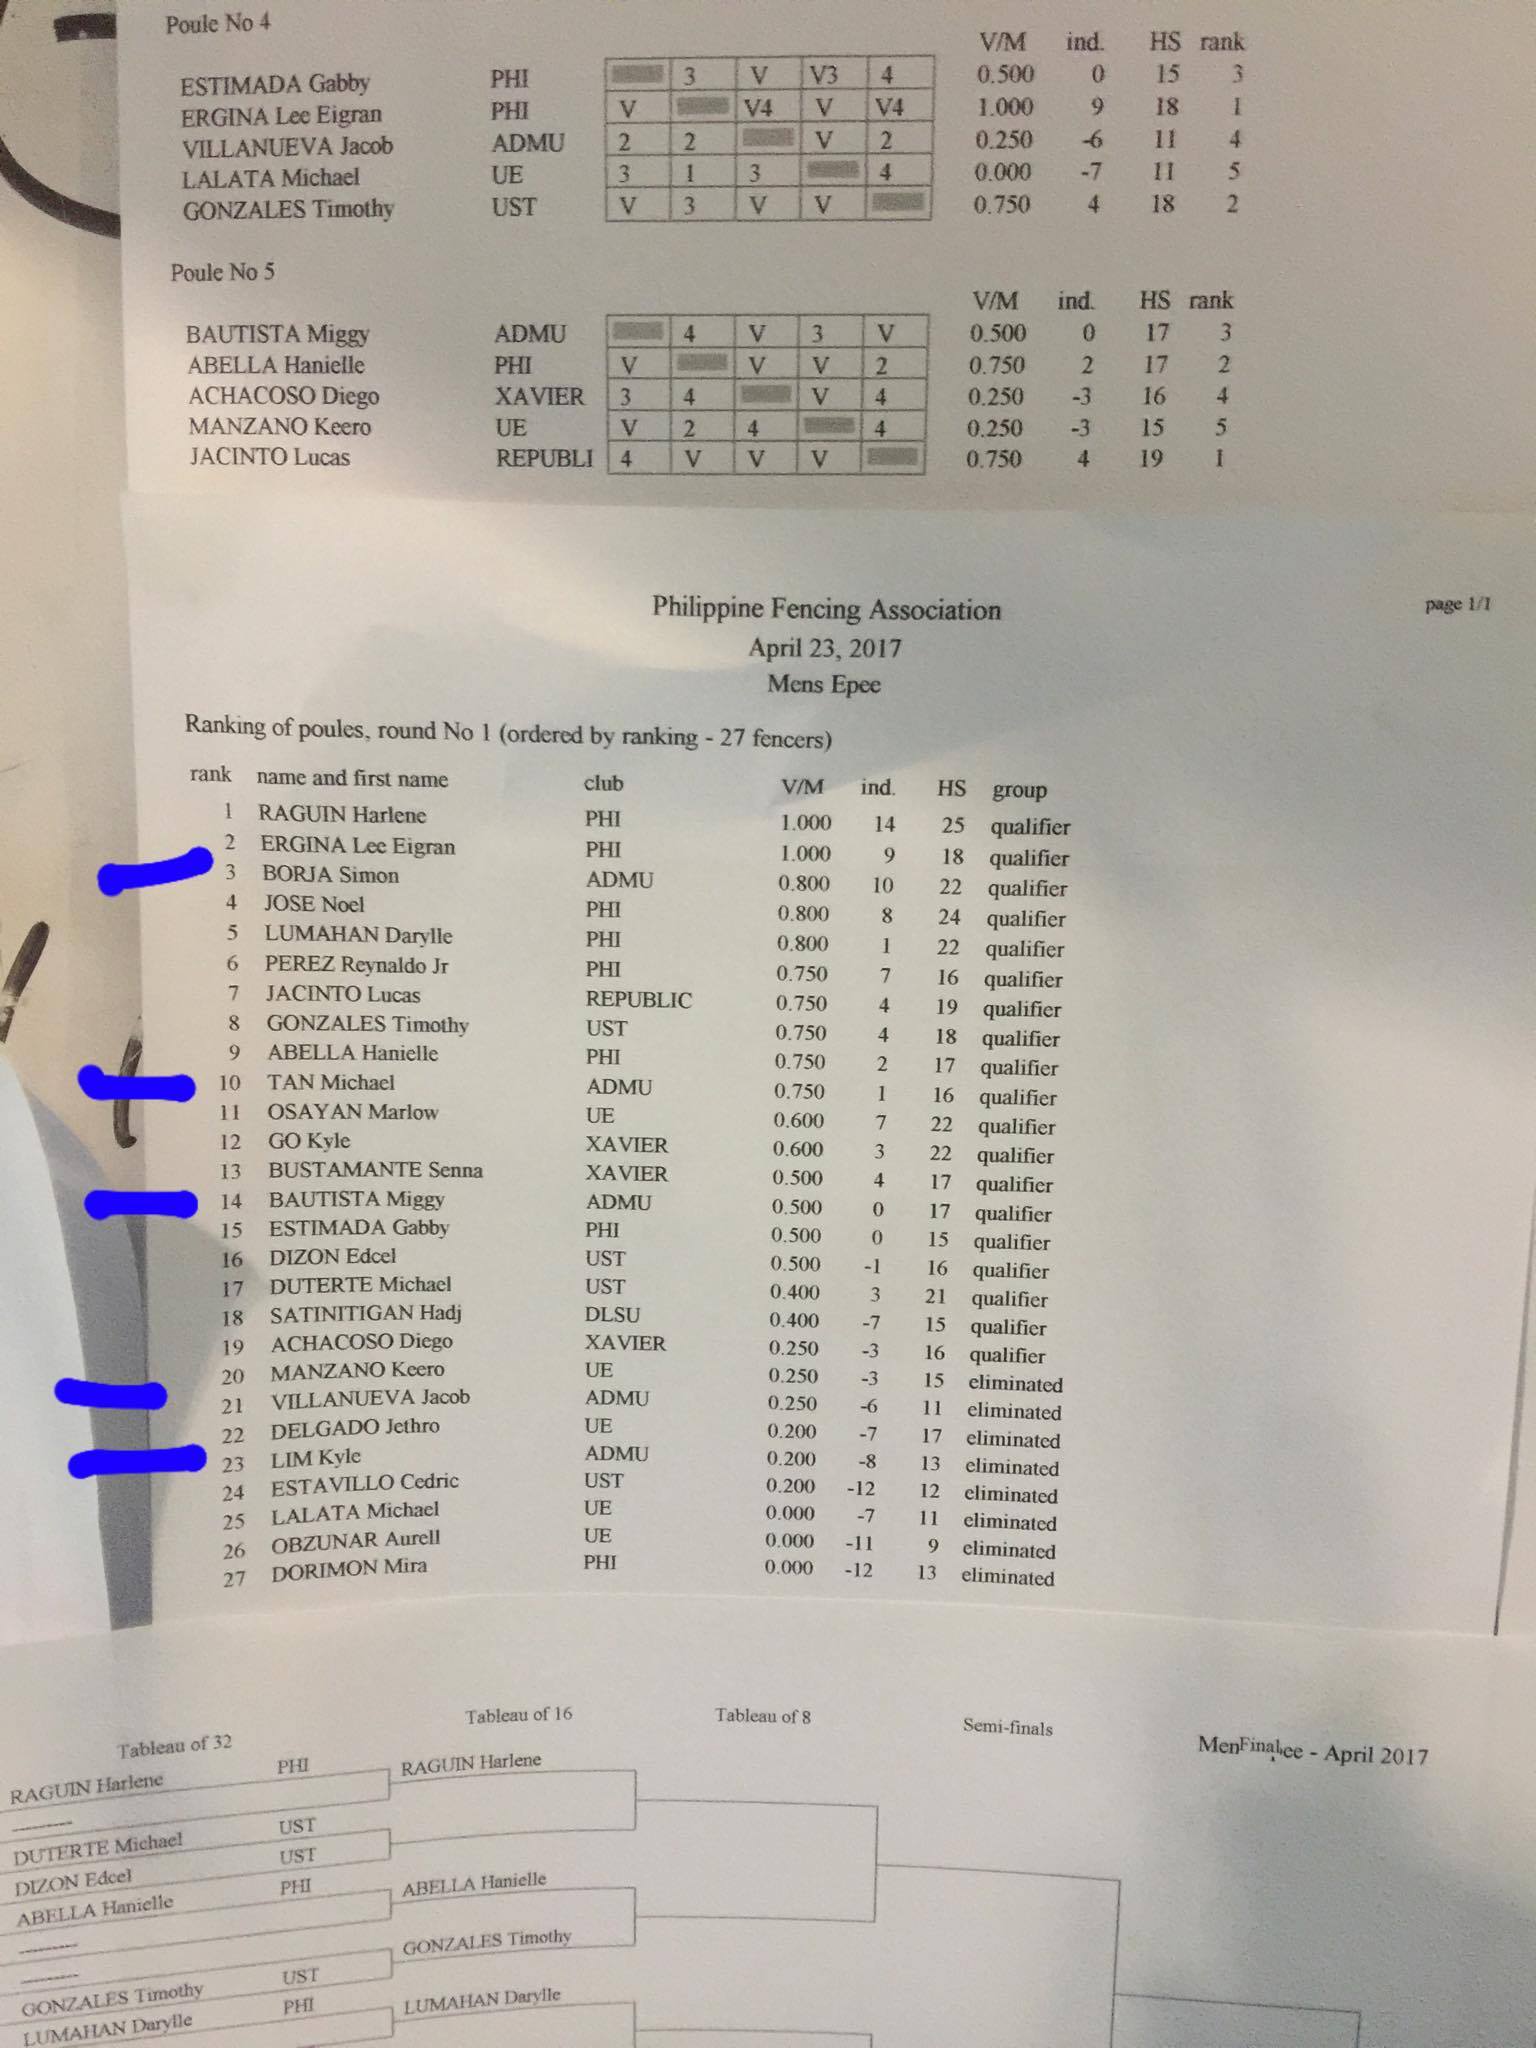 Poule No 4
V/M ind. HS rank
ESTIMADA Gabby PHI 3 V V3 4 0.500 0 15 3
ERGINA Lee Eigran PHI V V4 V V4 1.000 9 18 1
VILLANUEVA Jacob ADMU 2 2 V 2 0.250 -6 11 4
LALATA Michael UE 3 1 3 4 0.000 -7 11 5
GONZALES Timothy UST V 3 V V 0.750 4 18 2
Poule No 5
V/M ind. HS rank
BAUTISTA Miggy ADMU 4 V 3 V 0.500 0 17 3
ABELLA Hanielle PHI V V V 2 0.750 2 17 2
ACHACOSO Diego XAVIER 3 4 V 4 0.250 -3 16 4
MANZANO Keero UE V 2 4 4 0.250 -3 15 5
JACINTO Lucas REPUBLI 4 V V V 0.750 4 19 1
Philippine Fencing Association page 1/1
April 23, 2017
Mens Epee
Ranking of poules, round No 1 (ordered by ranking - 27 fencers)
rank name and first name club V/M ind. HS group
1 RAGUIN Harlene PHI 1.000 14 25 qualifier
2 ERGINA Lee Eigran PHI 1.000 9 18 qualifier
3 BORJA Simon ADMU 0.800 10 22 qualifier
4 JOSE Noel PHI 0.800 8 24 qualifier
5 LUMAHAN Darylle PHI 0.800 1 22 qualifier
6 PEREZ Reynaldo Jr PHI 0.750 7 16 qualifier
7 JACINTO Lucas REPUBLIC 0.750 4 19 qualifier
8 GONZALES Timothy UST 0.750 4 18 qualifier
9 ABELLA Hanielle PHI 0.750 2 17 qualifier
10 TAN Michael ADMU 0.750 1 16 qualifier
11 OSAYAN Marlow UE 0.600 7 22 qualifier
12 GO Kyle XAVIER 0.600 3 22 qualifier
13 BUSTAMANTE Senna XAVIER 0.500 4 17 qualifier
14 BAUTISTA Miggy ADMU 0.500 0 17 qualifier
15 ESTIMADA Gabby PHI 0.500 0 15 qualifier
16 DIZON Edcel UST 0.500 -1 16 qualifier
17 DUTERTE Michael UST 0.400 3 21 qualifier
18 SATINITIGAN Hadj DLSU 0.400 -7 15 qualifier
19 ACHACOSO Diego XAVIER 0.250 -3 16 qualifier
20 MANZANO Keero UE 0.250 -3 15 eliminated
21 VILLANUEVA Jacob ADMU 0.250 -6 11 eliminated
22 DELGADO Jethro UE 0.200 -7 17 eliminated
23 LIM Kyle ADMU 0.200 -8 13 eliminated
24 ESTAVILLO Cedric UST 0.200 -12 12 eliminated
25 LALATA Michael UE 0.000 -7 11 eliminated
26 OBZUNAR Aurell UE 0.000 -11 9 eliminated
27 DORIMON Mira PHI 0.000 -12 13 eliminated
Tableau of 32 Tableau of 16 Tableau of 8 Semi-finals Final - April 2017
RAGUIN Harlene PHI RAGUIN Harlene
--------
DUTERTE Michael UST
DIZON Edcel UST
ABELLA Hanielle PHI ABELLA Hanielle
--------
--------
GONZALES Timothy UST GONZALES Timothy
LUMAHAN Darylle PHI LUMAHAN Darylle